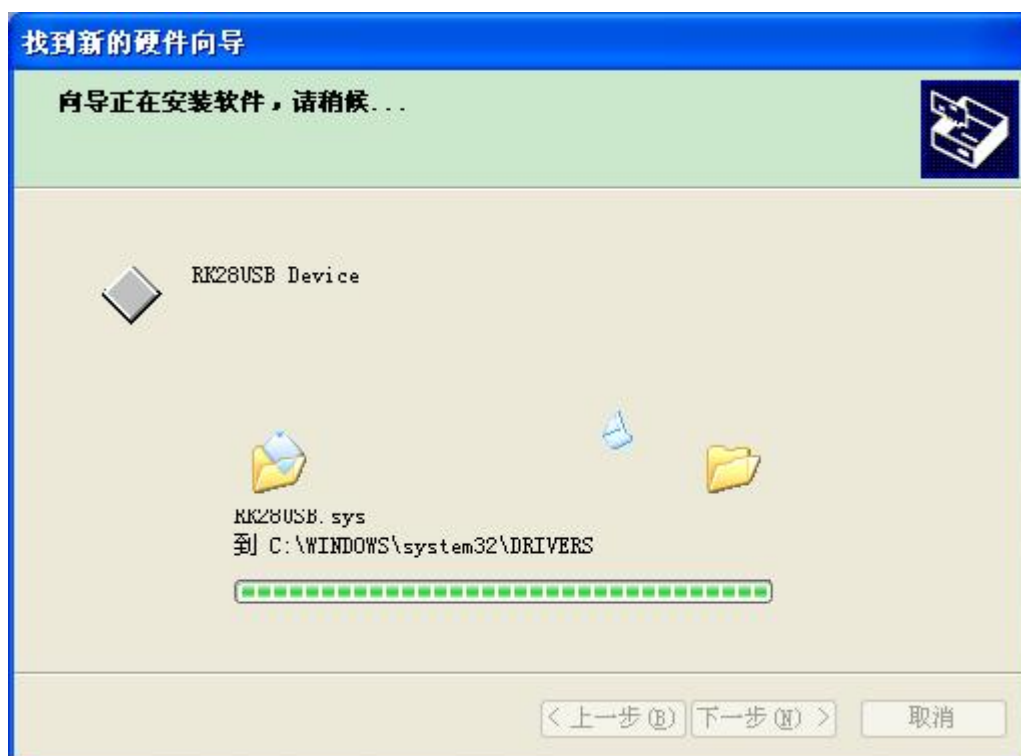 找到新的硬件向导
向导正在安装软件，请稍候...
RK28USB Device
RK28USB.sys
到 C:\WINDOWS\system32\DRIVERS
< 上一步(B) 下一步(N) > 取消